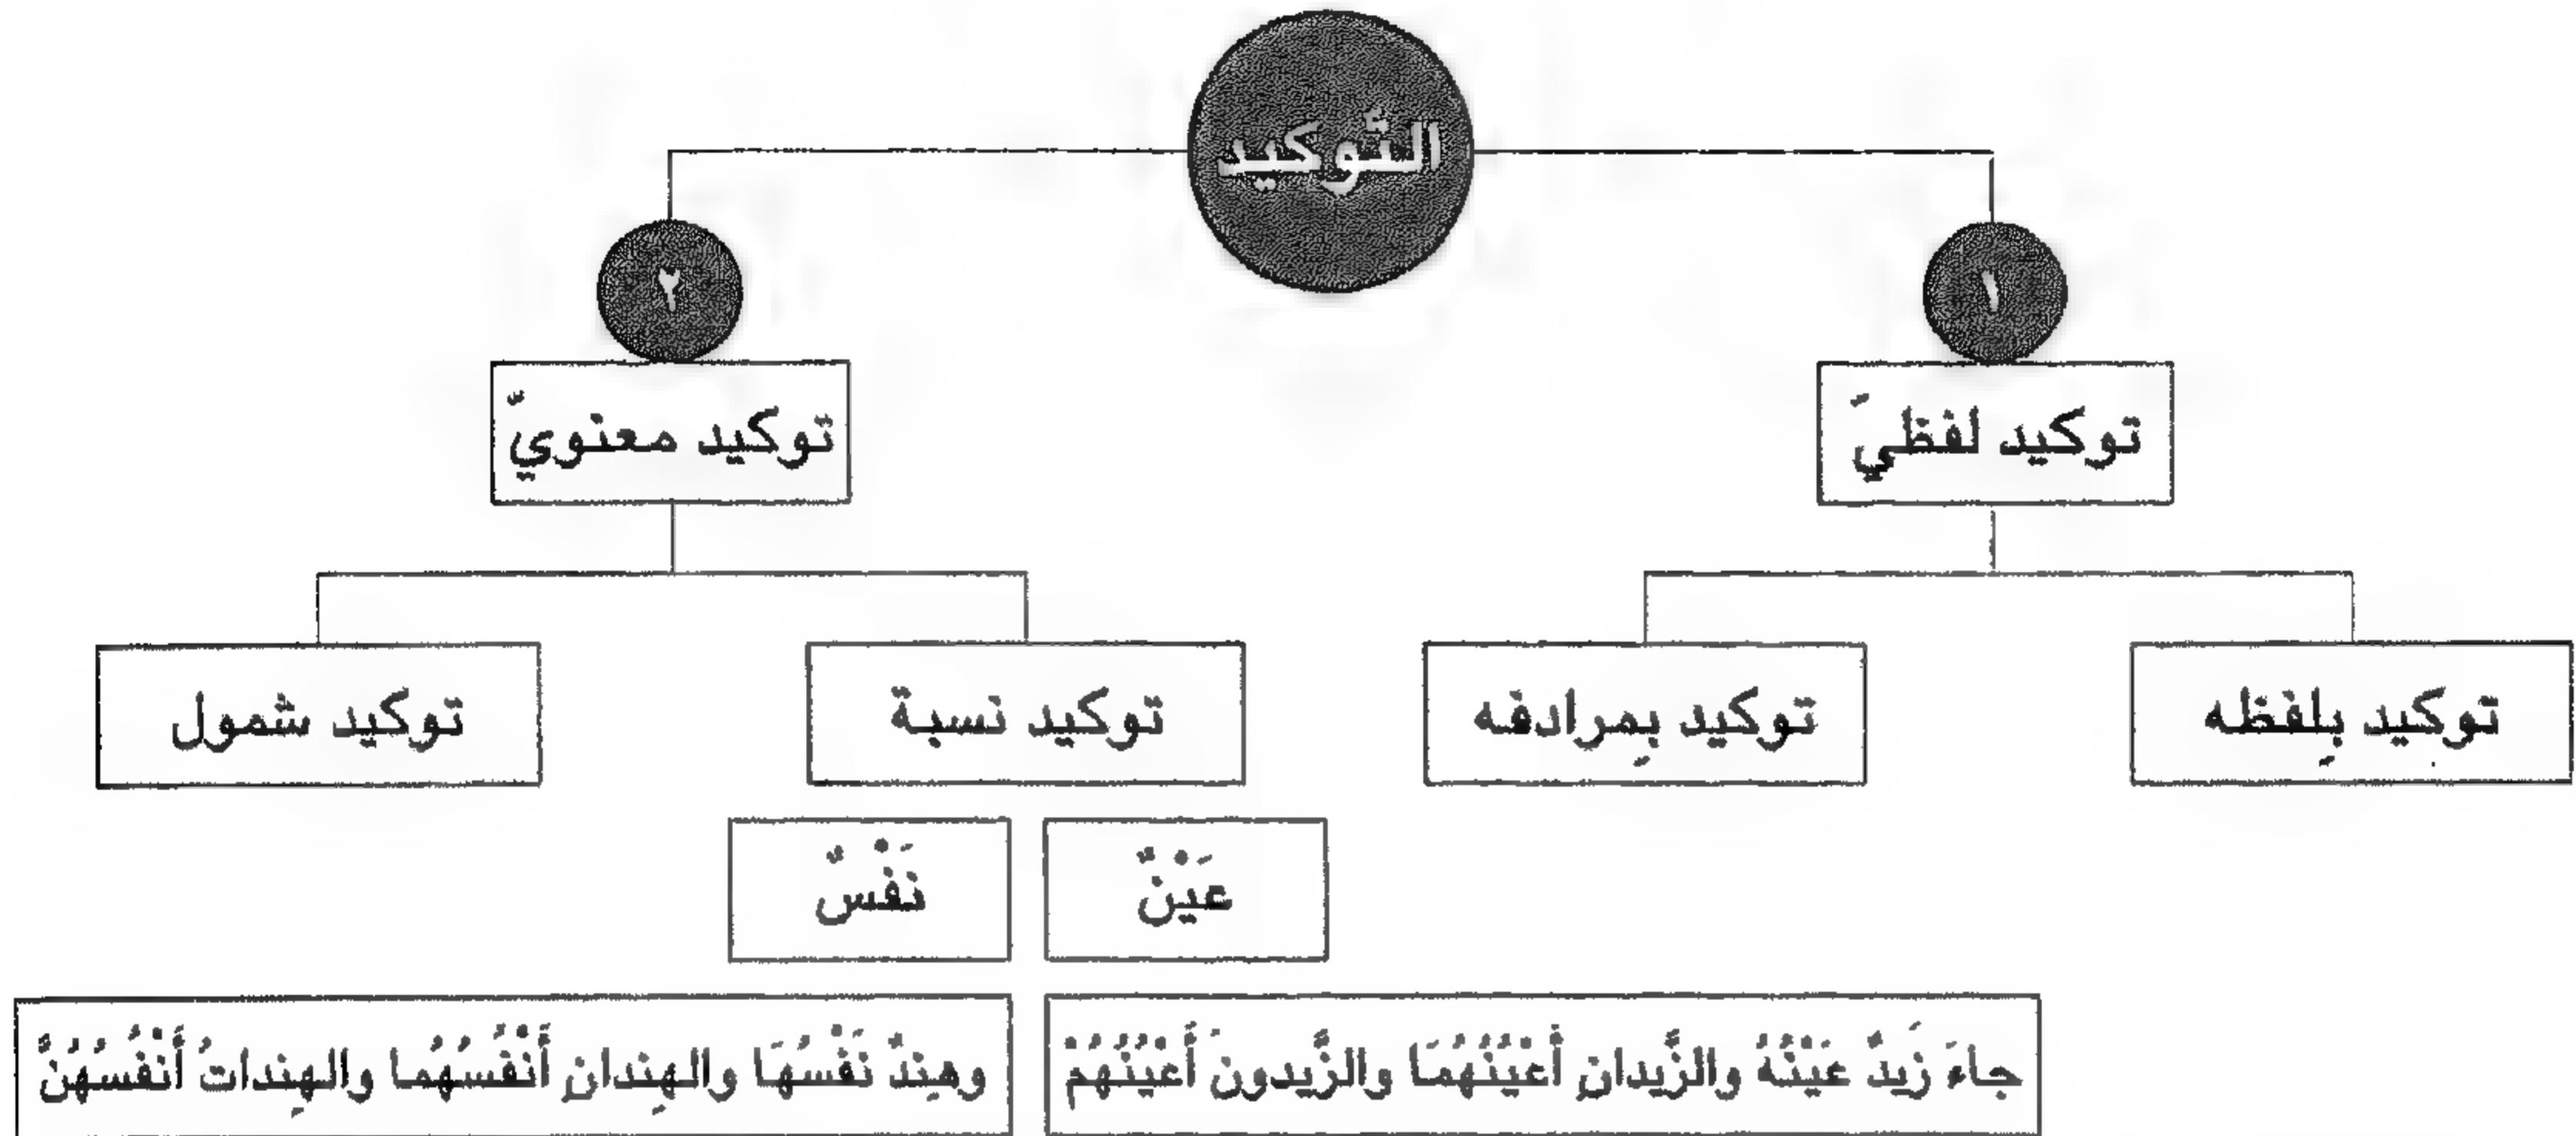 التَّوكيد
١
٢
توكيد لفظيّ
توكيد معنويّ
توكيد بِلفظه
توكيد بِمرادفه
توكيد نسبة
توكيد شمول
عَيْنٌ
نَفْسٌ
جاءَ زَيدٌ عَيْنُهُ والزَّيدانِ أَعْيُنُهُمَا والزَّيدونَ أَعْيُنُهُمْ
وهِندٌ نَفْسُهَا والهِندانِ أَنْفُسُهُما والهِنداتُ أَنْفُسُهُنَّ